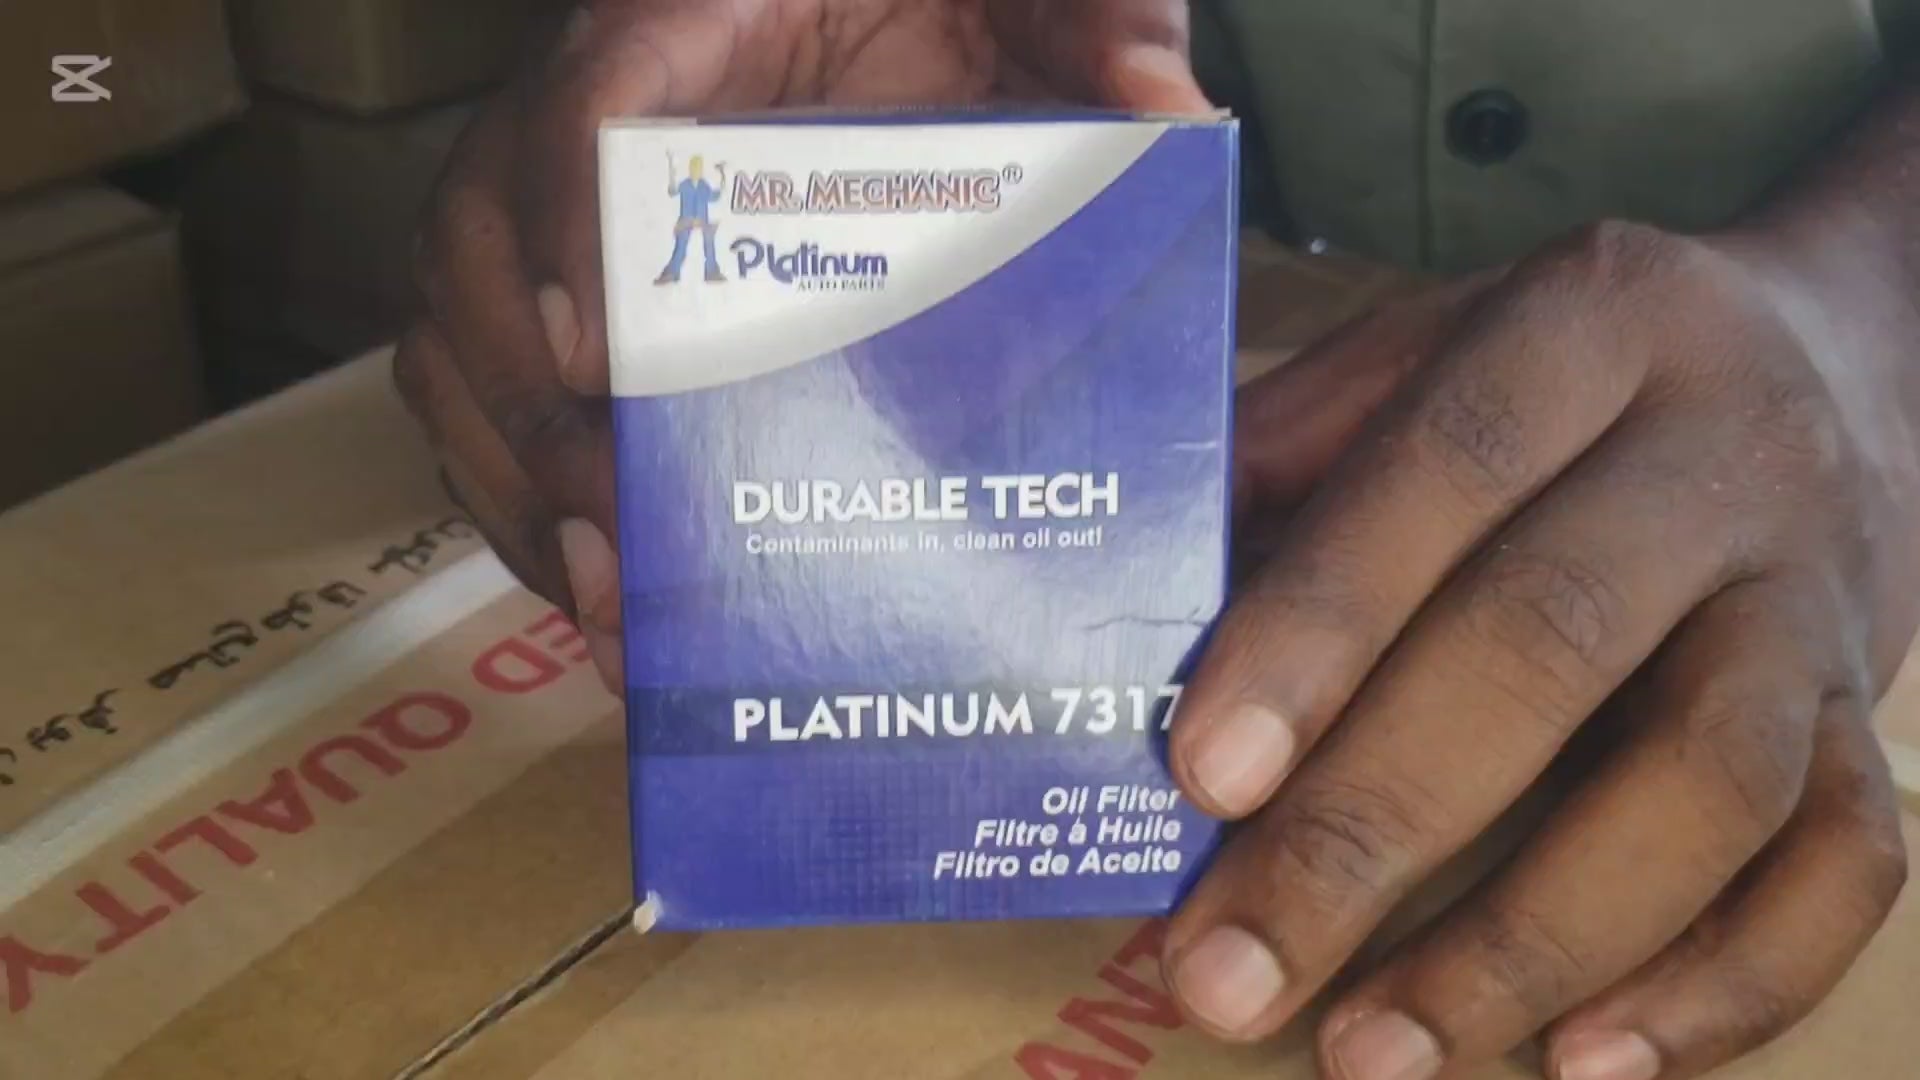 MR. MECHANIC®
Platinum
AUTO PARTS
DURABLE TECH
Contaminants in, clean oil out!
PLATINUM 7317
Oil Filter
Filtre à Huile
Filtro de Aceite
ED QUALITY